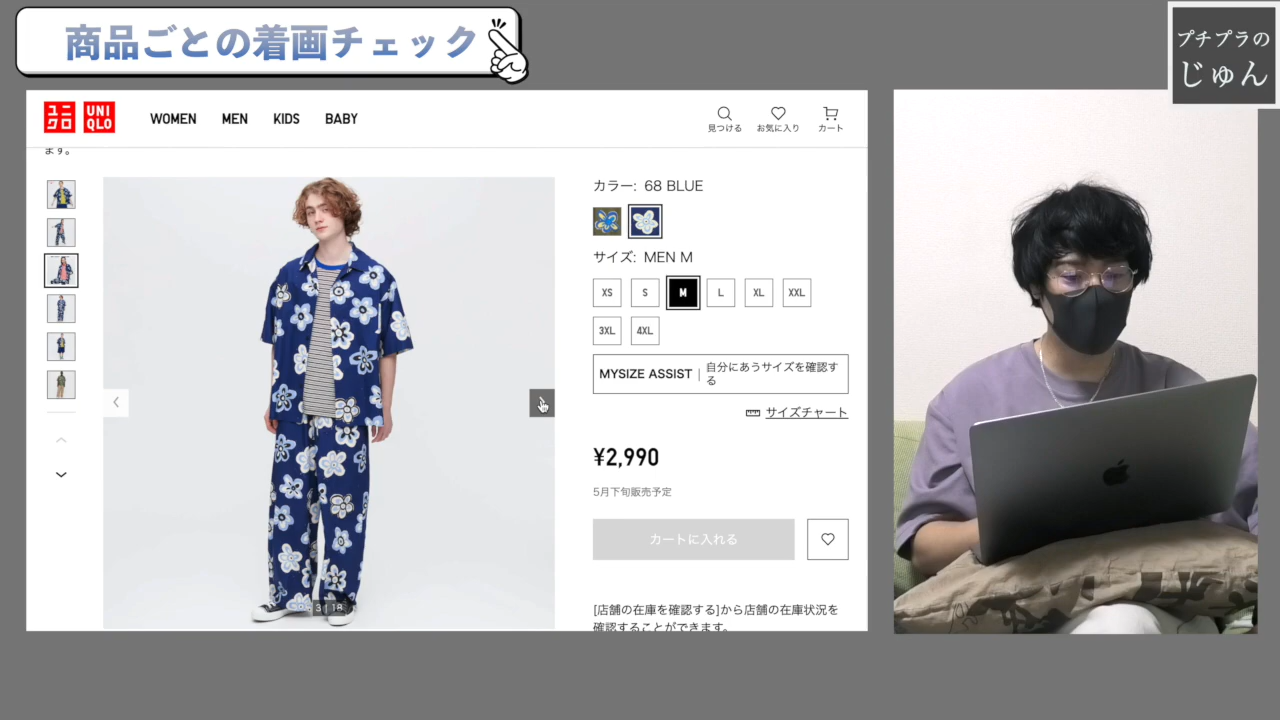 商品ごとの着画チェック
プチプラの
じゅん
ユニ
クロ
UNI
QLO
WOMEN
MEN
KIDS
BABY
見つける
お気に入り
カート
ます。
カラー: 68 BLUE
サイズ: MEN M
XS
S
M
L
XL
XXL
3XL
4XL
MYSIZE ASSIST
自分にあうサイズを確認す
る
サイズチャート
¥2,990
5月下旬販売予定
カートに入れる
3 | 18
[店舗の在庫を確認する]から店舗の在庫状況を
確認することができます。